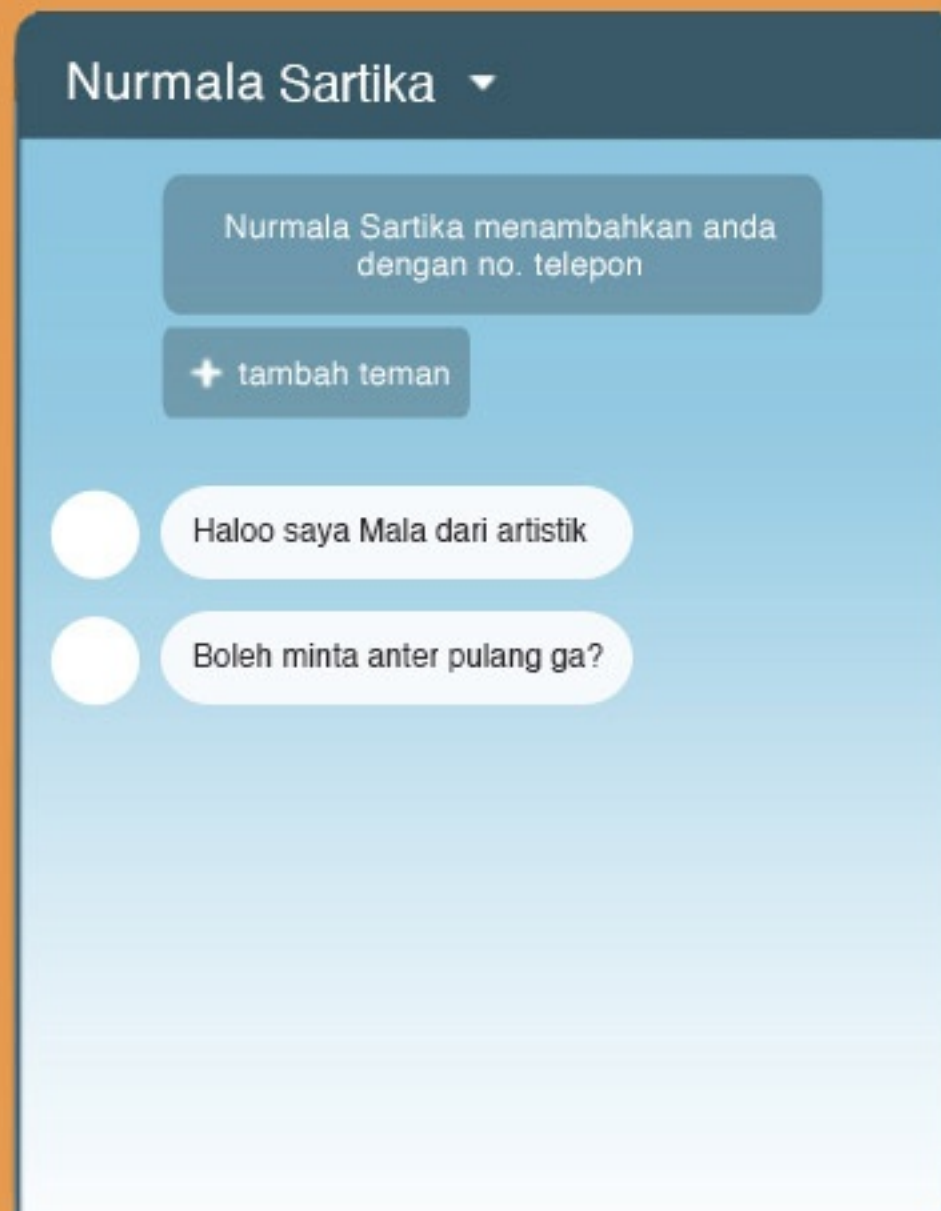 Nurmala Sartika
Nurmala Sartika menambahkan anda
dengan no. telepon
tambah teman
Haloo saya Mala dari artistik
Boleh minta anter pulang ga?